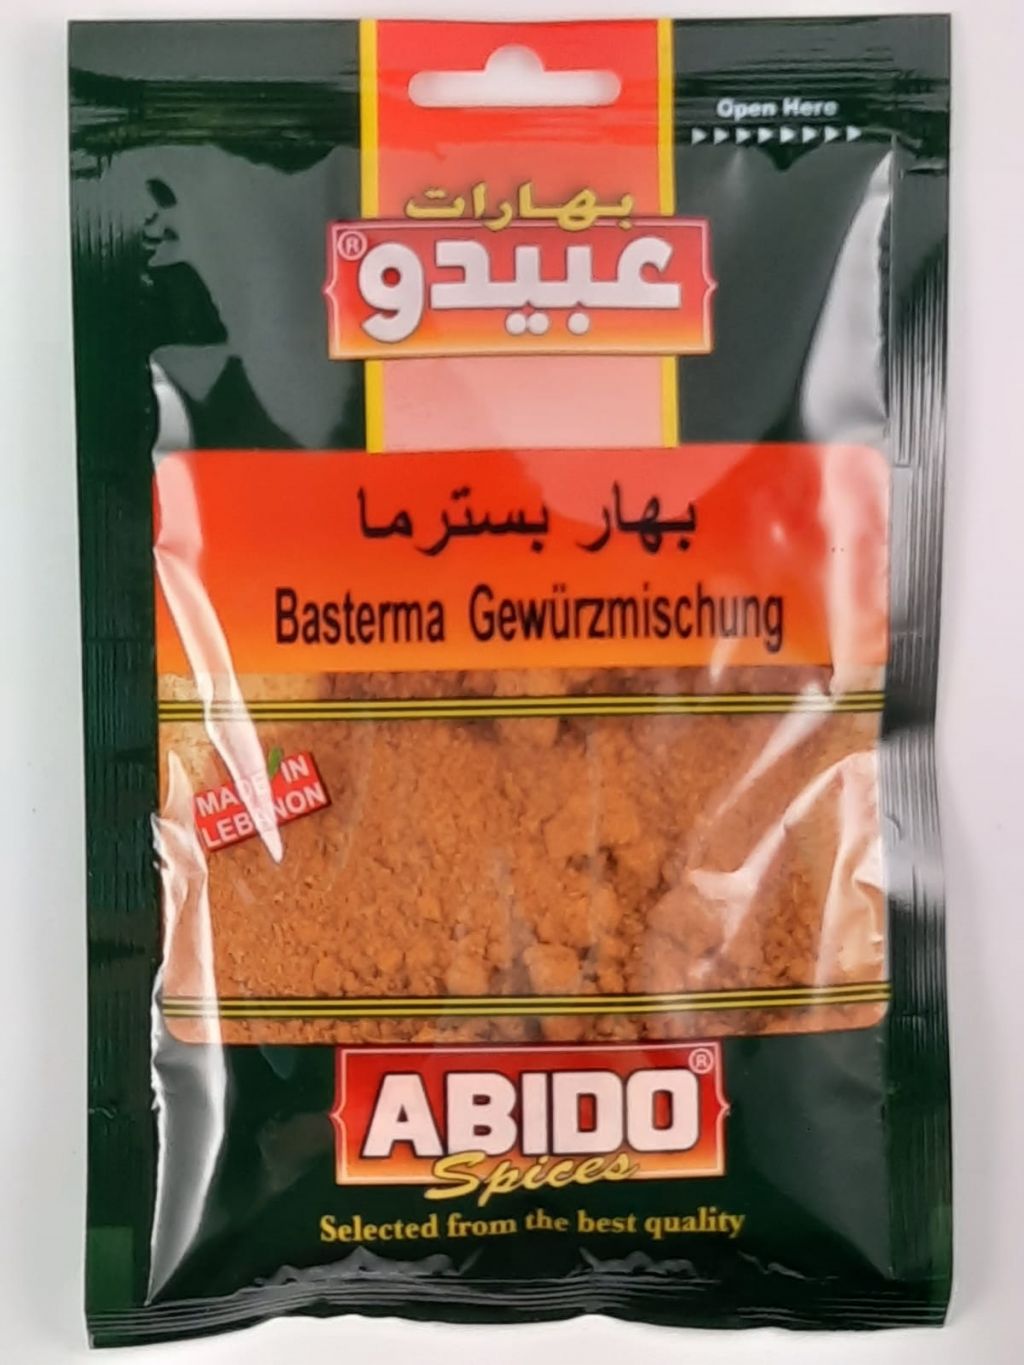 Open Here
بهارات
عبيدو®
بهار بسترما
Basterma Gewürzmischung
MADE IN
LEBANON
ABIDO®
Spices
Selected from the best quality